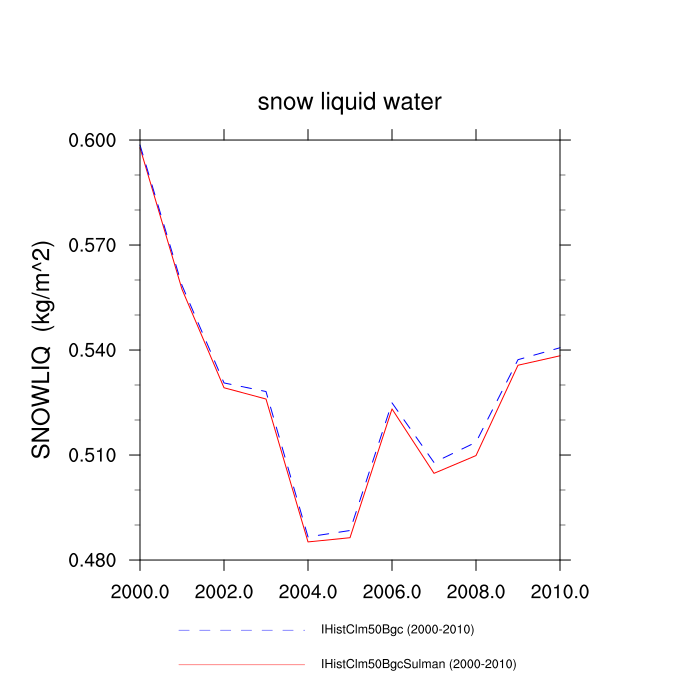 snow liquid water
SNOWLIQ (kg/m^2)
0.600
0.570
0.540
0.510
0.480
2000.0 2002.0 2004.0 2006.0 2008.0 2010.0
IHistClm50Bgc (2000-2010)
IHistClm50BgcSulman (2000-2010)